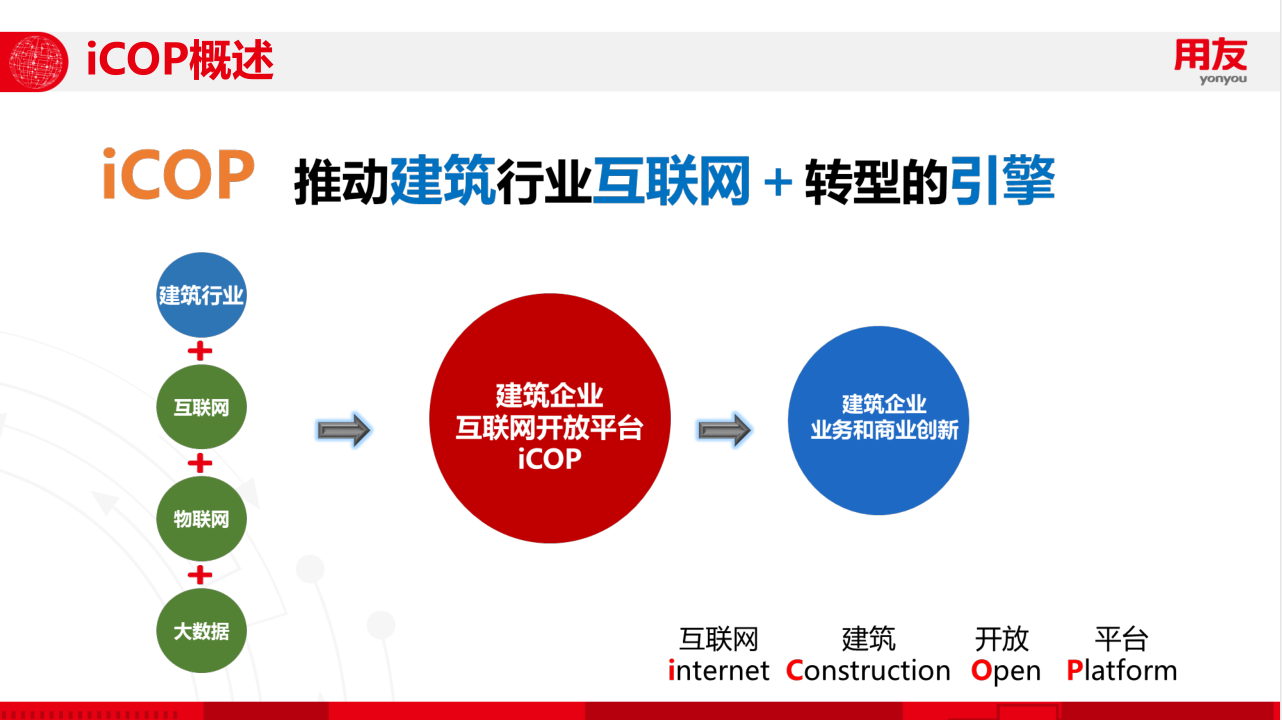 iCOP概述
用友
yonyou
iCOP 推动建筑行业互联网+转型的引擎
建筑行业
+
互联网
+
物联网
+
大数据
建筑企业
互联网开放平台
iCOP
建筑企业
业务和商业创新
互联网 建筑 开放 平台
internet Construction Open Platform